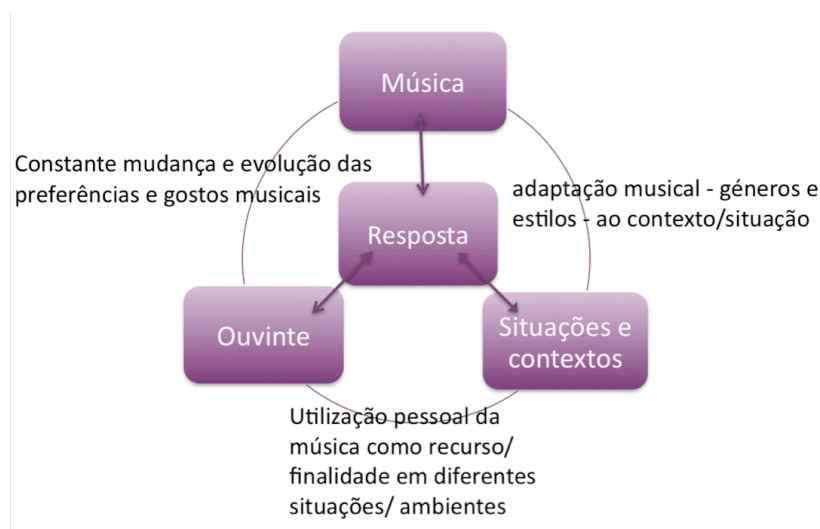 Música
Constante mudança e evolução das
preferências e gostos musicais
adaptação musical - géneros e
estilos - ao contexto/situação
Resposta
Ouvinte
Situações e
contextos
Utilização pessoal da
música como recurso/
finalidade em diferentes
situações/ ambientes